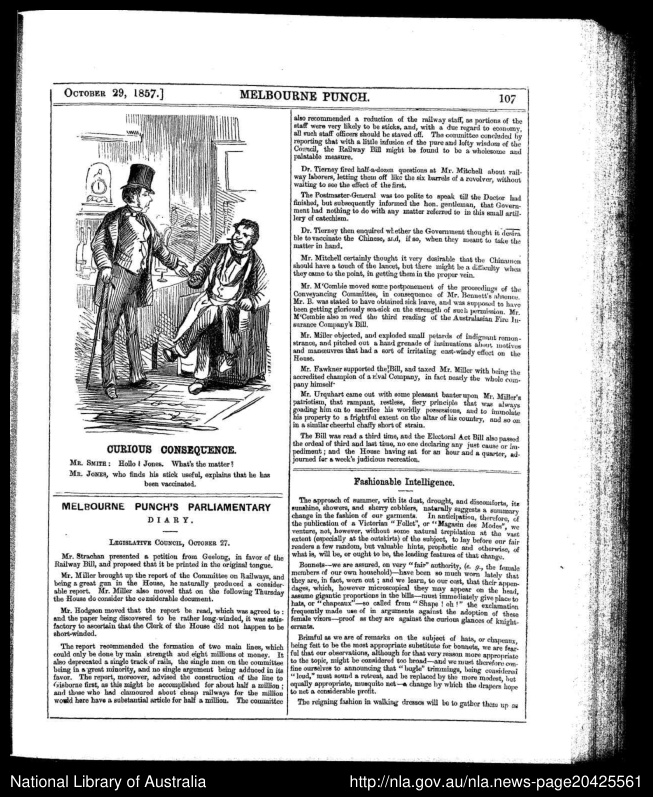 OCTOBER 29, 1857.]
MELBOURNE PUNCH.
107
CURIOUS CONSEQUENCE.
MR. SMITH: Hollo! Jones. What's the matter!
MR. JONES, who finds his stick useful, explains that he has
been vaccinated.
MELBOURNE PUNCH'S PARLIAMENTARY
DIARY.
LEGISLATIVE COUNCIL, OCTOBER 27.
Mr. Strachan presented a petition from Geelong, in favor of the
Railway Bill, and proposed that it be printed in the original tongue.
Mr. Miller brought up the report of the Committee on Railways, and
being a great gun in the House, he naturally produced a consider-
able report. Mr. Miller also moved that on the following Thursday
the House do consider the considerable document.
Mr. Hodgson moved that the report be read, which was agreed to:
and the paper being discovered to be rather long-winded, it was satis-
factory to ascertain that the Clerk of the House did not happen to be
short-winded.
The report recommended the formation of two main lines, which
could only be done by main strength and eight millions of money. It
also deprecated a single track of rails, the single men on the committee
being in a great minority, and no single argument being adduced in its
favor. The report, moreover, advised the construction of the line to
Gisborne first, as this might be accomplished for about half a million;
and those who had clamoured about cheap railways for the million
would here have a substantial article for half a million. The committee
also recommended a reduction of the railway staff, as portions of the
staff were very likely to be sticks, and, with a due regard to economy,
all such staff officers should be staved off. The committee concluded by
reporting that with a little infusion of the pure and lofty wisdom of the
Council, the Railway Bill might be found to be a wholesome and
palatable measure.
Dr. Tierney fired half-a-dozen questions at Mr. Mitchell about rail-
way laborers, letting them off like the six barrels of a revolver, without
waiting to see the effect of the first.
The Postmaster-General was too polite to speak till the Doctor had
finished, but subsequently informed the hon. gentleman, that Govern-
ment had nothing to do with any matter referred to in this small artil-
lery of catechism.
Dr. Tierney then enquired whether the Government thought it desira
ble to vaccinate the Chinese, and, if so, when they meant to take the
matter in hand.
Mr. Mitchell certainly thought it very desirable that the Chinamen
should have a touch of the lancet, but there might be a difficulty when
they came to the point, in getting them in the proper vein.
Mr. M'Combie moved some postponement of the proceedings of the
Conveyancing Committee, in consequence of Mr. Bennett's absence.
Mr. B. was stated to have obtained sick leave, and was supposed to have
been getting gloriously sea-sick on the strength of such permission. Mr.
M'Combie also moved the third reading of the Australasian Fire In-
surance Company's Bill.
Mr. Miller objected, and exploded small petards of indignant remon-
strance, and pitched out a hand grenade of insinuations about motives
and manœuvres that had a sort of irritating east-windy effect on the
House.
Mr. Fawkner supported the Bill, and taxed Mr. Miller with being the
accredited champion of a rival Company, in fact nearly the whole com-
pany himself
Mr. Urquhart came out with some pleasant banter upon Mr. Miller's
patriotism, that rampant, restless, fiery principle that was always
goading him on to sacrifice his worldly possessions, and to immolate
his property to a frightful extent on the altar of his country, and so on
in a similar cheerful chaffy short of strain.
The Bill was read a third time, and the Electoral Act Bill also passed
the ordeal of third and last time, no one declaring any just cause or im-
pediment; and the House having sat for an hour and a quarter, ad-
journed for a week's judicious recreation.
Fashionable Intelligence.
The approach of summer, with its dust, drought, and discomforts, its
sunshine, showers, and sherry cobblers, naturally suggests a summary
change in the fashion of our garments. In anticipation, therefore, of
the publication of a Victorian "Follet", or "Magasin des Modes", we
venture, not, however, without some natural trepidation at the vast
extent (especially at the outskirts) of the subject, to lay before our fair
readers a few random, but valuable hints, prophetic and otherwise, of
what is, will be, or ought to be, the leading features of that change.
Bonnets—we are assured, on very "fair" authority, (e. g., the female
members of our own household)—have been so much worn lately that
they are, in fact, worn out; and we learn, to our cost, that their appen-
dages, which, however microscopical they may appear on the head,
assume gigantic proportions in the bills—must immediately give place to
hats, or "chapeaux"—so called from "Shape! eh!" the exclamation
frequently made use of in arguments against the adoption of these
female visors—proof as they are against the curious glances of knight-
errants.
Brimful as we are of remarks on the subject of hats, or chapeaux,
being felt to be the most appropriate substitute for bonnets, we are fear-
ful that our observations, although for that very reason more appropriate
to the topic, might be considered too broad—and we must therefore con-
fine ourselves to announcing that "bugle" trimmings, being considered
"loud," must sound a retreat, and be replaced by the more modest, but
equally appropriate, musquito net—a change by which the drapers hope
to net a considerable profit.
The reigning fashion in walking dresses will be to gather them up as
National Library of Australia
http://nla.gov.au/nla.news-page20425561